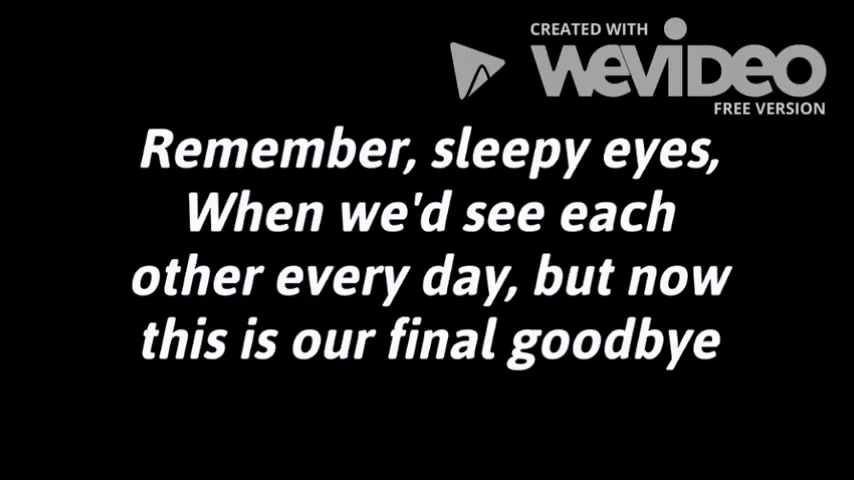 CREATED WITH
WEVIDEO
FREE VERSION
Remember, sleepy eyes,
When we'd see each
other every day, but now
this is our final goodbye